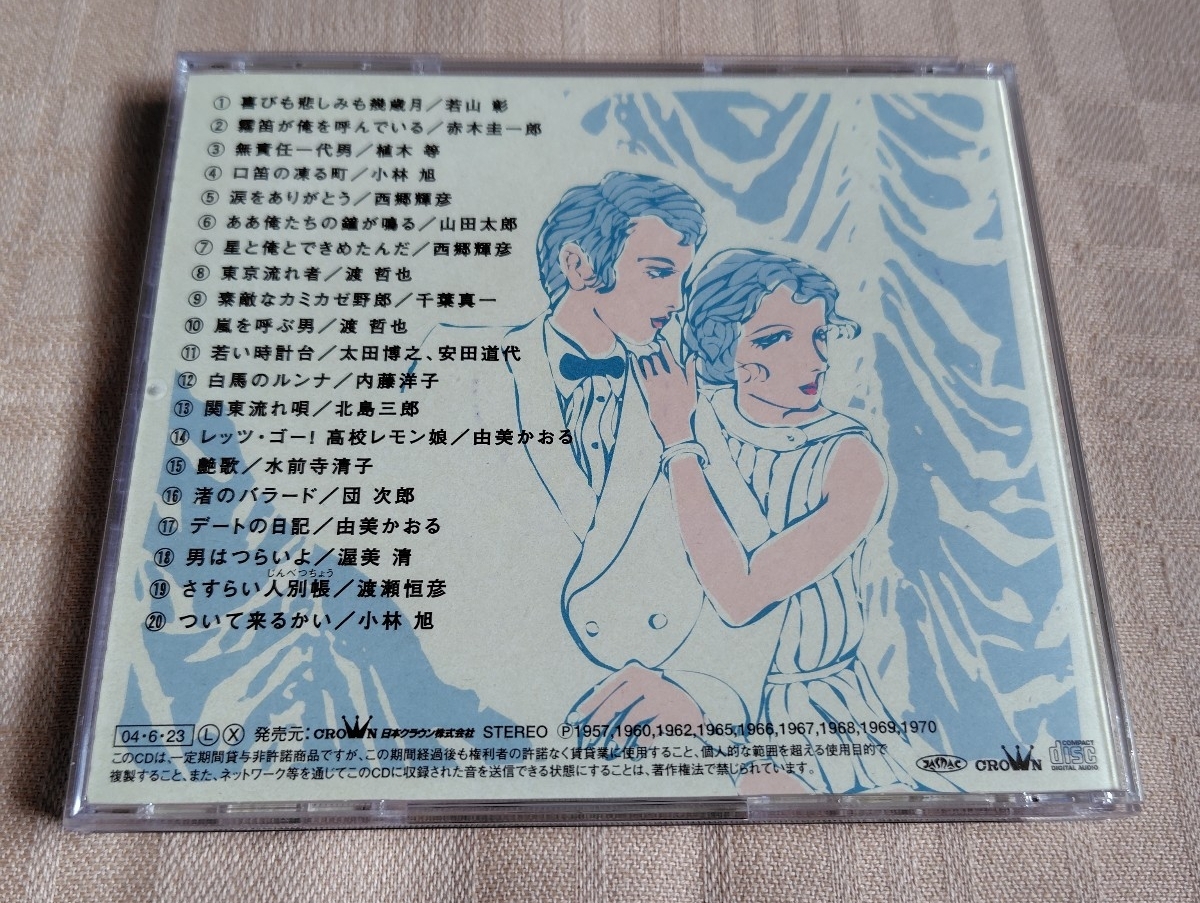 ① 喜びも悲しみも幾歳月／若山 彰
② 霧笛が俺を呼んでいる／赤木圭一郎
③ 無責任一代男／植木 等
④ 口笛の凍る町／小林 旭
⑤ 涙をありがとう／西郷輝彦
⑥ ああ俺たちの鐘が鳴る／山田太郎
⑦ 星と俺とできめたんだ／西郷輝彦
⑧ 東京流れ者／渡 哲也
⑨ 素敵なカミカゼ野郎／千葉真一
⑩ 嵐を呼ぶ男／渡 哲也
⑪ 若い時計台／太田博之、安田道代
⑫ 白馬のルンナ／内藤洋子
⑬ 関東流れ唄／北島三郎
⑭ レッツ・ゴー! 高校レモン娘／由美かおる
⑮ 艶歌／水前寺清子
⑯ 渚のバラード／団 次郎
⑰ デートの日記／由美かおる
⑱ 男はつらいよ／渥美 清
じんべつちょう
⑲ さすらい人別帳／渡瀬恒彦
⑳ ついて来るかい／小林 旭
04・6・23 Ⓛ Ⓧ 発売元：CROWN 日本クラウン株式会社 STEREO Ⓟ1957,1960,1962,1965,1966,1967,1968,1969,1970
このCDは、一定期間貸与非許諾商品ですが、この期間経過後も権利者の許諾なく賃貸業に使用すること、個人的な範囲を超える使用目的で
複製すること、また、ネットワーク等を通じてこのCDに収録された音を送信できる状態にすることは、著作権法で禁じられています。
JASRAC CROWN COMPACT disc DIGITAL AUDIO